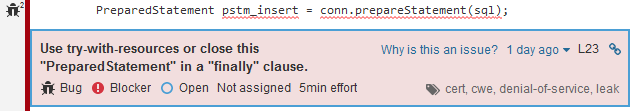 2
PreparedStatement pstm_insert = conn.prepareStatement(sql);
Use try-with-resources or close this Why is this an issue? 1 day ago L23
"PreparedStatement" in a "finally" clause.
Bug Blocker Open Not assigned 5min effort cert, cwe, denial-of-service, leak